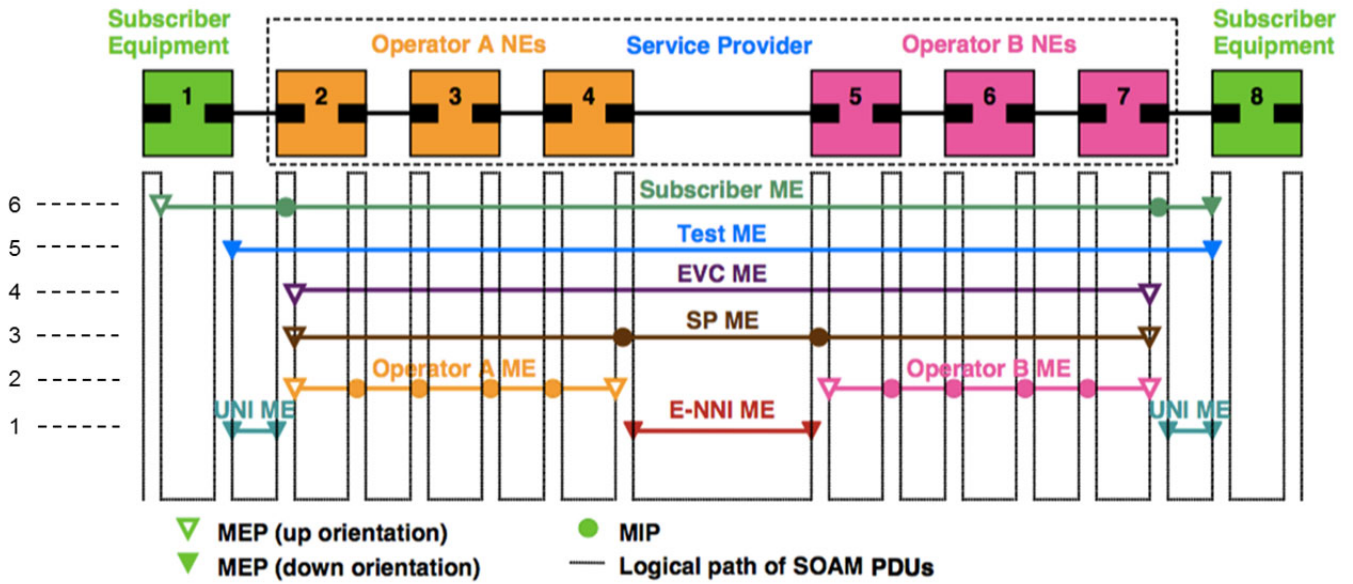 Subscriber
Equipment
Operator A NEs
Service Provider
Operator B NEs
Subscriber
Equipment
1
2
3
4
5
6
7
8
6
Subscriber ME
5
Test ME
4
EVC ME
3
SP ME
2
Operator A ME
Operator B ME
1
UNI ME
E-NNI ME
UNI ME
MEP (up orientation)
MIP
MEP (down orientation)
Logical path of SOAM PDUs